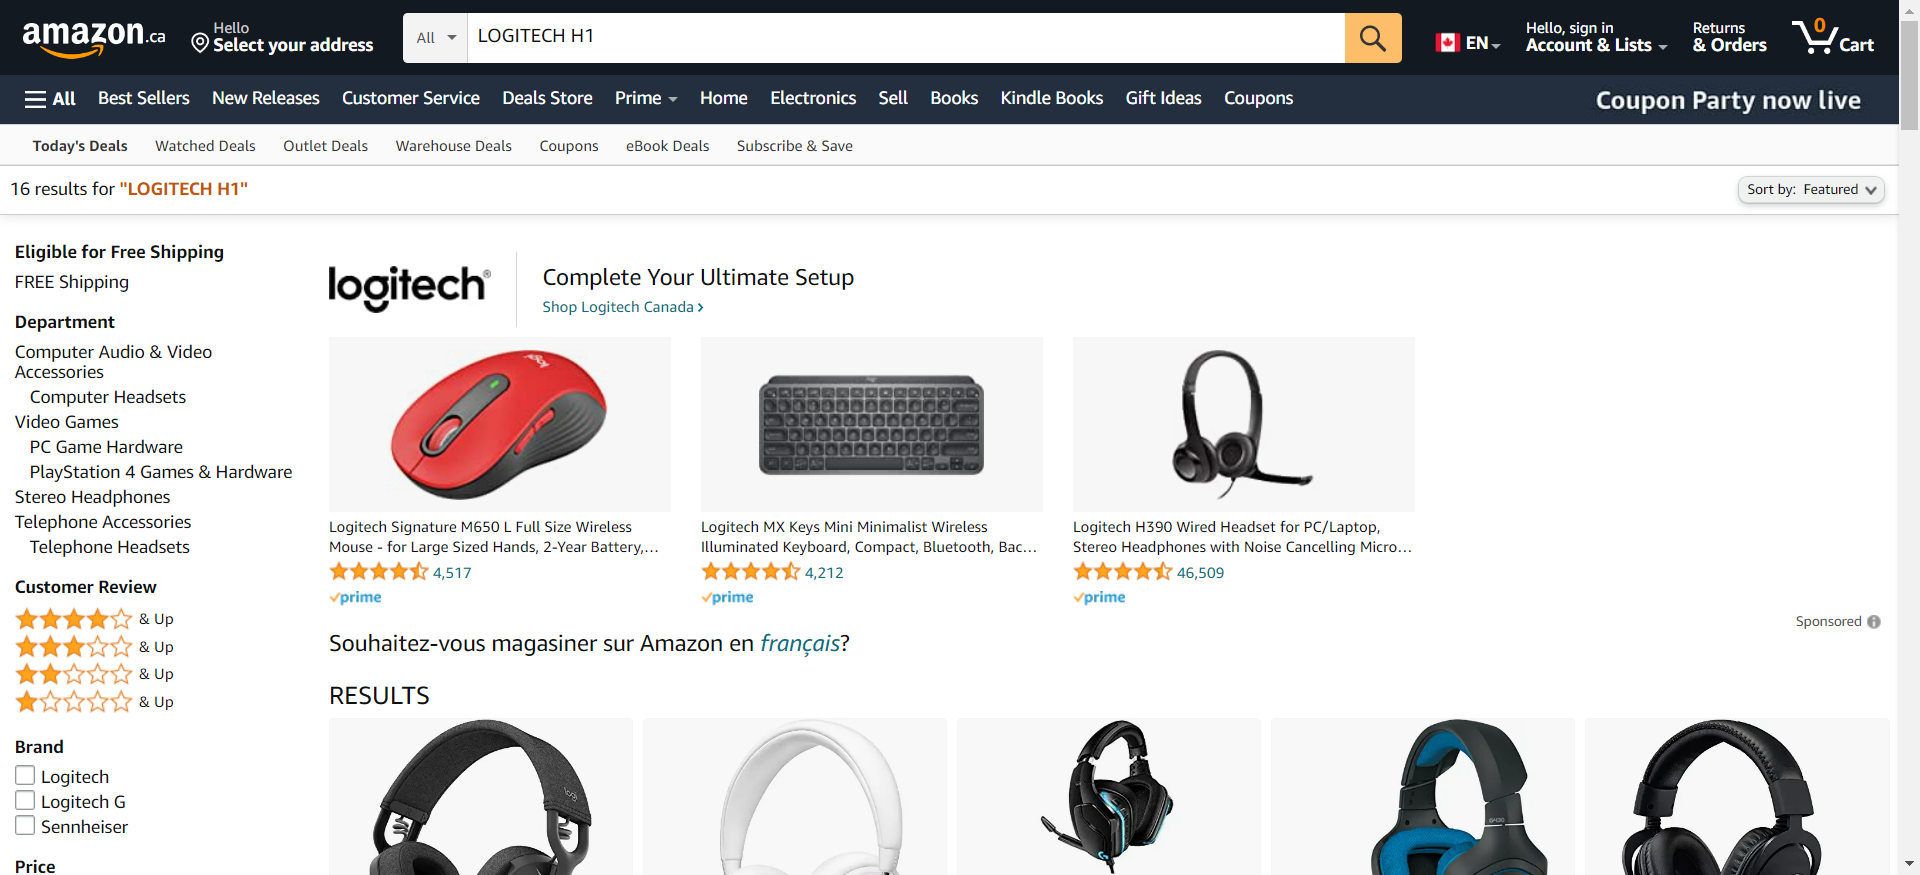 amazon.ca
Hello
Select your address
All
LOGITECH H1
EN
Hello, sign in
Account & Lists
Returns
& Orders
0
Cart
All
Best Sellers
New Releases
Customer Service
Deals Store
Prime
Home
Electronics
Sell
Books
Kindle Books
Gift Ideas
Coupons
Coupon Party now live
Today's Deals
Watched Deals
Outlet Deals
Warehouse Deals
Coupons
eBook Deals
Subscribe & Save
16 results for "LOGITECH H1"
Sort by: Featured
Eligible for Free Shipping
FREE Shipping
Department
Computer Audio & Video
Accessories
Computer Headsets
Video Games
PC Game Hardware
PlayStation 4 Games & Hardware
Stereo Headphones
Telephone Accessories
Telephone Headsets
Customer Review
& Up
& Up
& Up
& Up
Brand
Logitech
Logitech G
Sennheiser
Price
logitech®
Complete Your Ultimate Setup
Shop Logitech Canada ›
logi
Logitech Signature M650 L Full Size Wireless
Mouse - for Large Sized Hands, 2-Year Battery,...
4,517
prime
Logitech MX Keys Mini Minimalist Wireless
Illuminated Keyboard, Compact, Bluetooth, Bac...
4,212
prime
Logitech H390 Wired Headset for PC/Laptop,
Stereo Headphones with Noise Cancelling Micro...
46,509
prime
Sponsored
Souhaitez-vous magasiner sur Amazon en français?
RESULTS
logi
G430